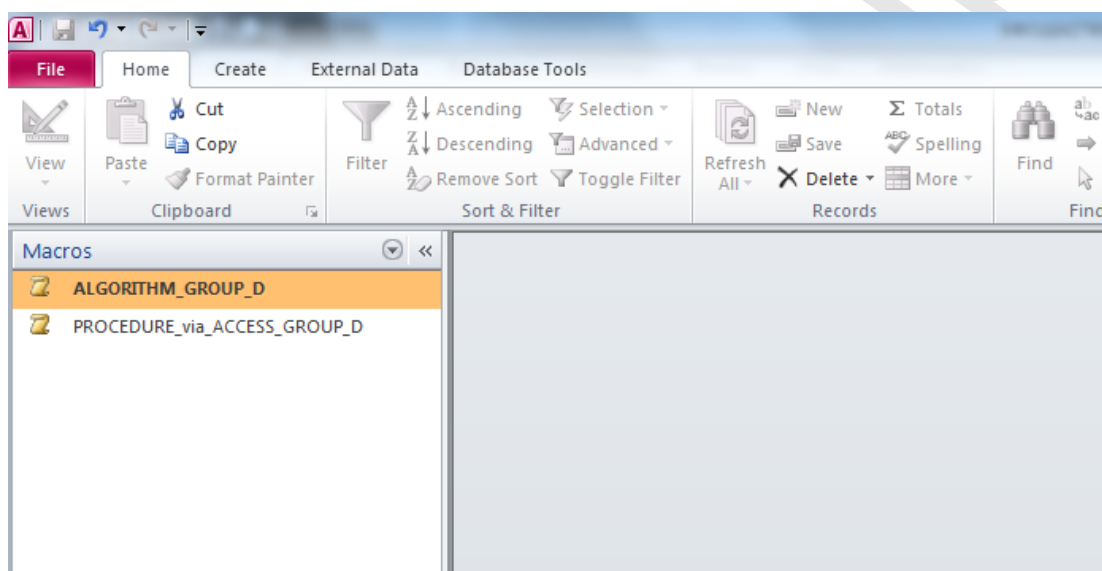 File Home Create External Data Database Tools
Cut Ascending Selection New Totals
Copy Descending Advanced Save Spelling
View Paste Format Painter Filter Remove Sort Toggle Filter Refresh All Delete More Find
Views Clipboard Sort & Filter Records Find
Macros
ALGORITHM_GROUP_D
PROCEDURE_via_ACCESS_GROUP_D